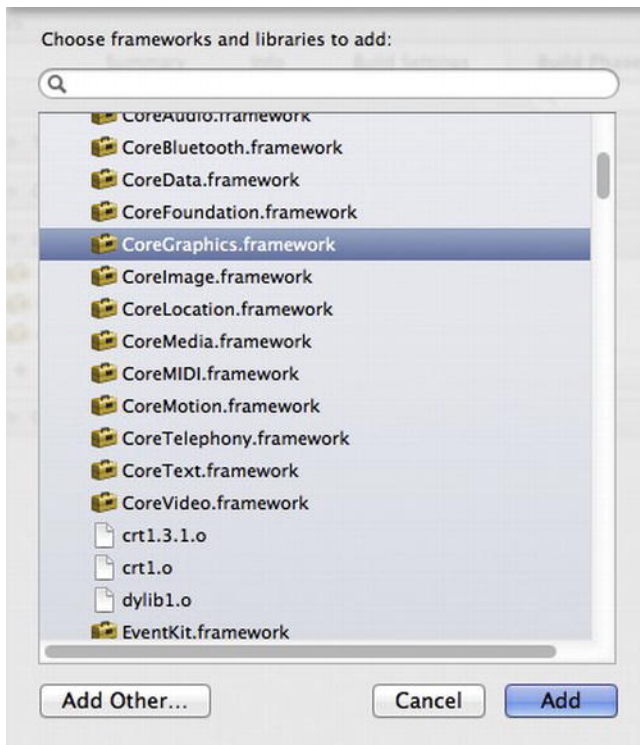 Choose frameworks and libraries to add:
CoreAudio.framework
CoreBluetooth.framework
CoreData.framework
CoreFoundation.framework
CoreGraphics.framework
CoreImage.framework
CoreLocation.framework
CoreMedia.framework
CoreMIDI.framework
CoreMotion.framework
CoreTelephony.framework
CoreText.framework
CoreVideo.framework
crt1.3.1.o
crt1.o
dylib1.o
EventKit.framework
Add Other... Cancel Add